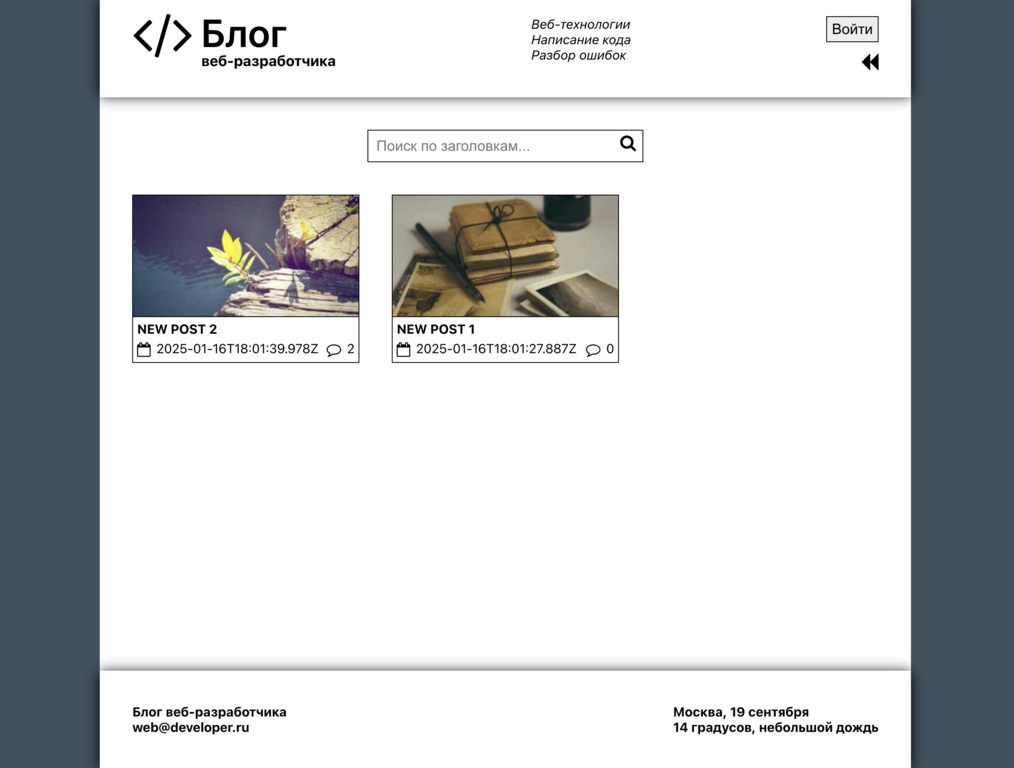 </> Блог
веб-разработчика
Веб-технологии
Написание кода
Разбор ошибок
Войти
Поиск по заголовкам...
NEW POST 2
2025-01-16T18:01:39.978Z 2
NEW POST 1
2025-01-16T18:01:27.887Z 0
Блог веб-разработчика
web@developer.ru
Москва, 19 сентября
14 градусов, небольшой дождь